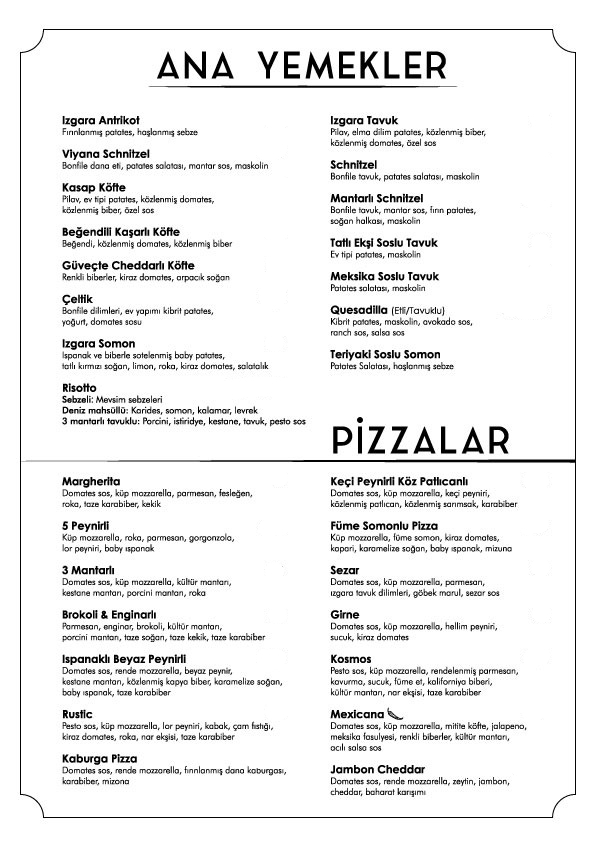 ANA YEMEKLER
Izgara Antrikot
Fırınlanmış patates, haşlanmış sebze
Viyana Schnitzel
Bonfile dana eti, patates salatası, mantar sos, maskolin
Kasap Köfte
Pilav, ev tipi patates, közlenmiş domates,
közlenmiş biber, özel sos
Beğendili Kaşarlı Köfte
Beğendi, közlenmiş domates, közlenmiş biber
Güveçte Cheddarlı Köfte
Renkli biberler, kiraz domates, arpacık soğan
Çeltik
Bonfile dilimleri, ev yapımı kibrit patates,
yoğurt, domates sosu
Izgara Somon
Ispanak ve biberle sotelenmiş baby patates,
tatlı kırmızı soğan, limon, roka, kiraz domates, salatalık
Risotto
Sebzeli: Mevsim sebzeleri
Deniz mahsüllü: Karides, somon, kalamar, levrek
3 mantarlı tavuklu: Porcini, istiridye, kestane, tavuk, pesto sos
Izgara Tavuk
Pilav, elma dilim patates, közlenmiş biber,
közlenmiş domates, özel sos
Schnitzel
Bonfile tavuk, patates salatası, maskolin
Mantarlı Schnitzel
Bonfile tavuk, mantar sos, fırın patates,
soğan halkası, maskolin
Tatlı Ekşi Soslu Tavuk
Ev tipi patates, maskolin
Meksika Soslu Tavuk
Patates solatası, maskolin
Quesadilla (Etli/Tavuklu)
Kibrit patates, maskolin, avokado sos,
ranch sos, salsa sos
Teriyaki Soslu Somon
Patates Salatası, haşlanmış sebze
PİZZALAR
Margherita
Domates sos, küp mozzarella, parmesan, fesleğen,
roka, taze karabiber, kekik
5 Peynirli
Küp mozzarella, roka, parmesan, gorgonzola,
lor peyniri, baby ıspanak
3 Mantarlı
Domates sos, küp mozzarella, kültür mantarı,
kestane mantarı, porcini mantarı, roka
Brokoli & Enginarlı
Parmesan, enginar, brokoli, kültür mantarı,
porcini mantarı, taze soğan, taze kekik, taze karabiber
Ispanaklı Beyaz Peynirli
Domates sos, rende mozzarella, beyaz peynir,
kestane mantarı, közlenmiş kapya biber, karamelize soğan,
baby ıspanak, taze karabiber
Rustic
Pesto sos, küp mozzarella, lor peyniri, kabak, çam fıstığı,
kiraz domates, roka, nar ekşisi, taze karabiber
Kaburga Pizza
Domates sos, rende mozzarella, fırınlanmış dana kaburgası,
karabiber, mizona
Keçi Peynirli Köz Patlıcanlı
Domates sos, küp mozzarella, keçi peyniri,
közlenmiş patlıcan, közlenmiş sarımsak, karabiber
Füme Somonlu Pizza
Küp mozzarella, füme somon, kiraz domates,
kapari, karamelize soğan, baby ıspanak, mizuna
Sezar
Domates sos, küp mozzarella, parmesan,
ızgara tavuk dilimleri, göbek marul, sezar sos
Girne
Domates sos, küp mozzarella, hellim peyniri,
sucuk, kiraz domates
Kosmos
Pesto sos, küp mozzarella, rendelenmiş parmesan,
kavurma, sucuk, füme et, kaliforniya biberi,
kültür mantarı, nar ekşisi, taze karabiber
Mexicana
Domates sos, küp mozzarella, mitite köfte, jalapeno,
meksika fasulyesi, renkli biberler, kültür mantarı,
acılı salsa sos
Jambon Cheddar
Domates sos, rende mozzarella, zeytin, jambon,
cheddar, baharat karışımı